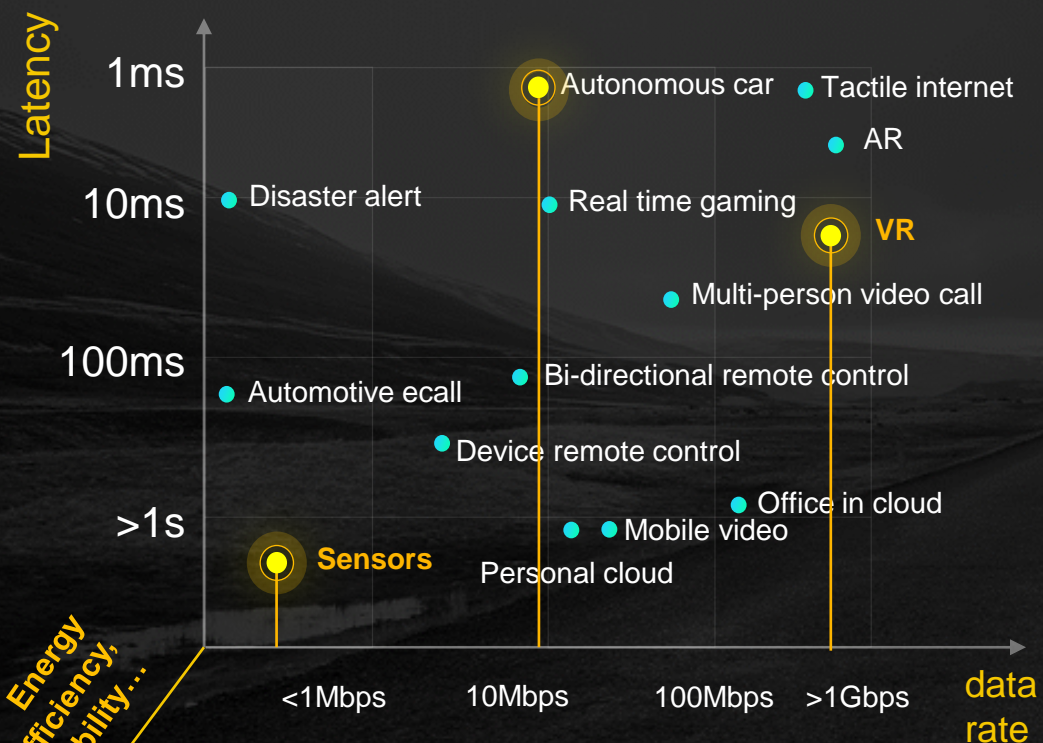 Latency
1ms
Autonomous car
Tactile internet
AR
10ms
Disaster alert
Real time gaming
VR
Multi-person video call
100ms
Bi-directional remote control
Automotive ecall
Device remote control
Office in cloud
>1s
Mobile video
Sensors
Personal cloud
Energy
<1Mbps
10Mbps
100Mbps
>1Gbps
data
rate